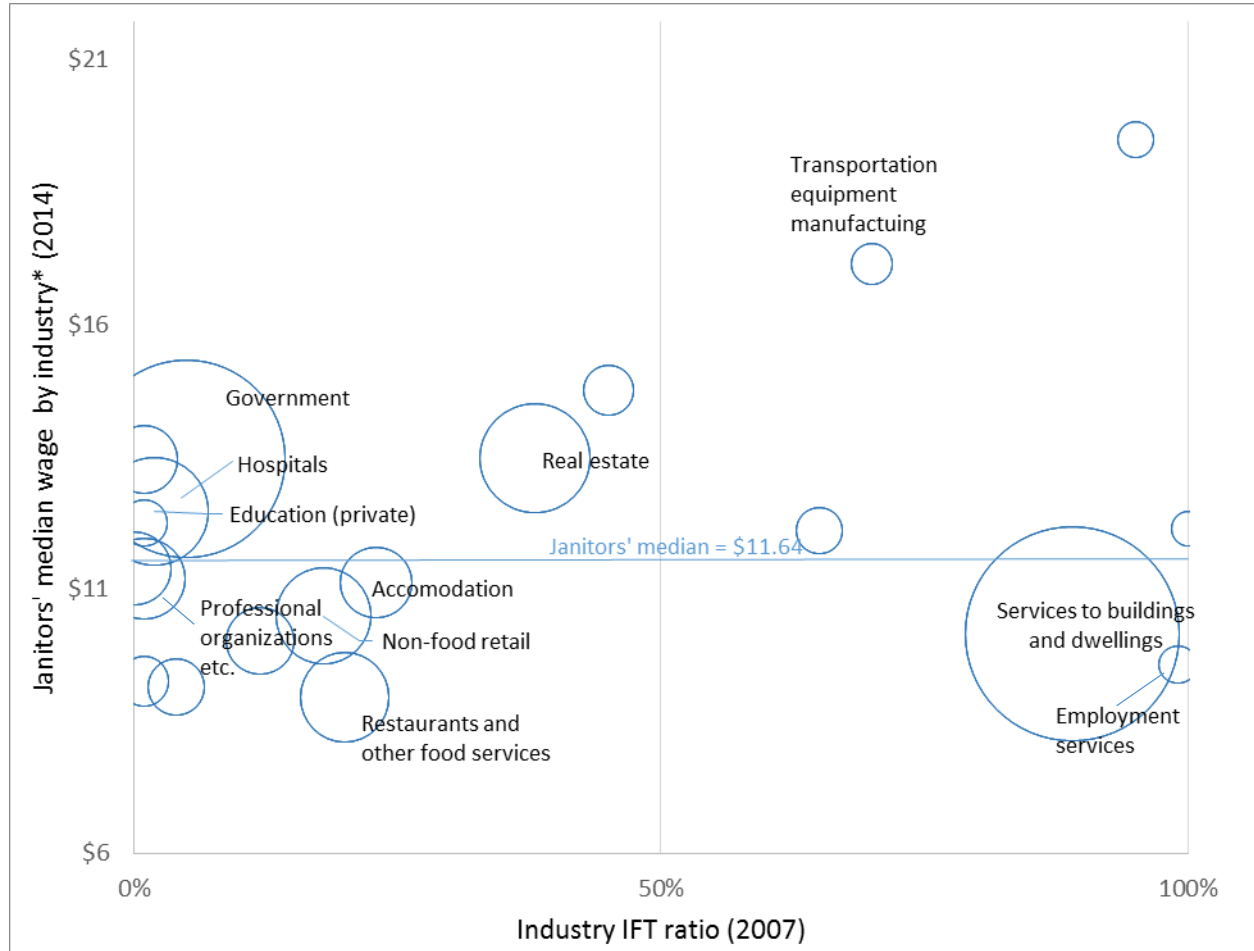 $21
$16
$11
$6
Janitors' median wage by industry* (2014)
Transportation
equipment
manufactuing
Government
Hospitals
Education (private)
Real estate
Janitors' median = $11.64
Accomodation
Professional
organizations
etc.
Non-food retail
Restaurants and
other food services
Services to buildings
and dwellings
Employment
services
0%
50%
100%
Industry IFT ratio (2007)